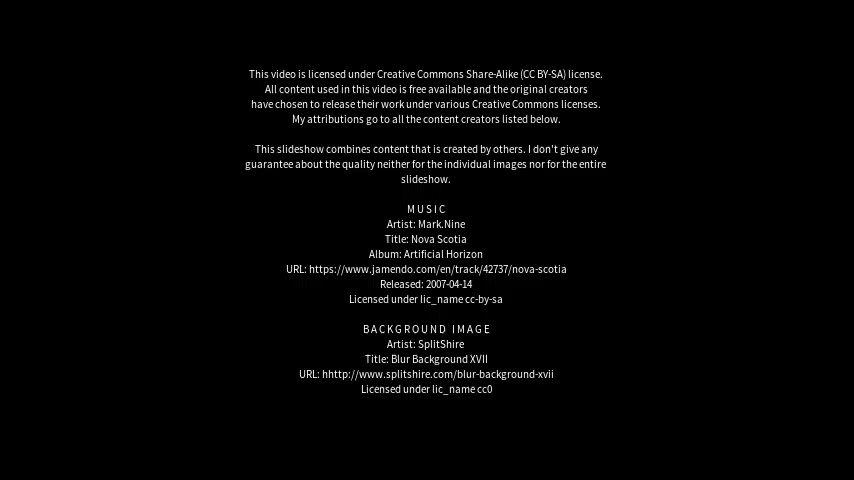 This video is licensed under Creative Commons Share-Alike (CC BY-SA) license.
All content used in this video is free available and the original creators
have chosen to release their work under various Creative Commons licenses.
My attributions go to all the content creators listed below.
This slideshow combines content that is created by others. I don't give any
guarantee about the quality neither for the individual images nor for the entire
slideshow.
MUSIC
Artist: Mark.Nine
Title: Nova Scotia
Album: Artificial Horizon
URL: https://www.jamendo.com/en/track/42737/nova-scotia
Released: 2007-04-14
Licensed under lic_name cc-by-sa
BACKGROUND IMAGE
Artist: SplitShire
Title: Blur Background XVII
URL: hhttp://www.splitshire.com/blur-background-xvii
Licensed under lic_name cc0